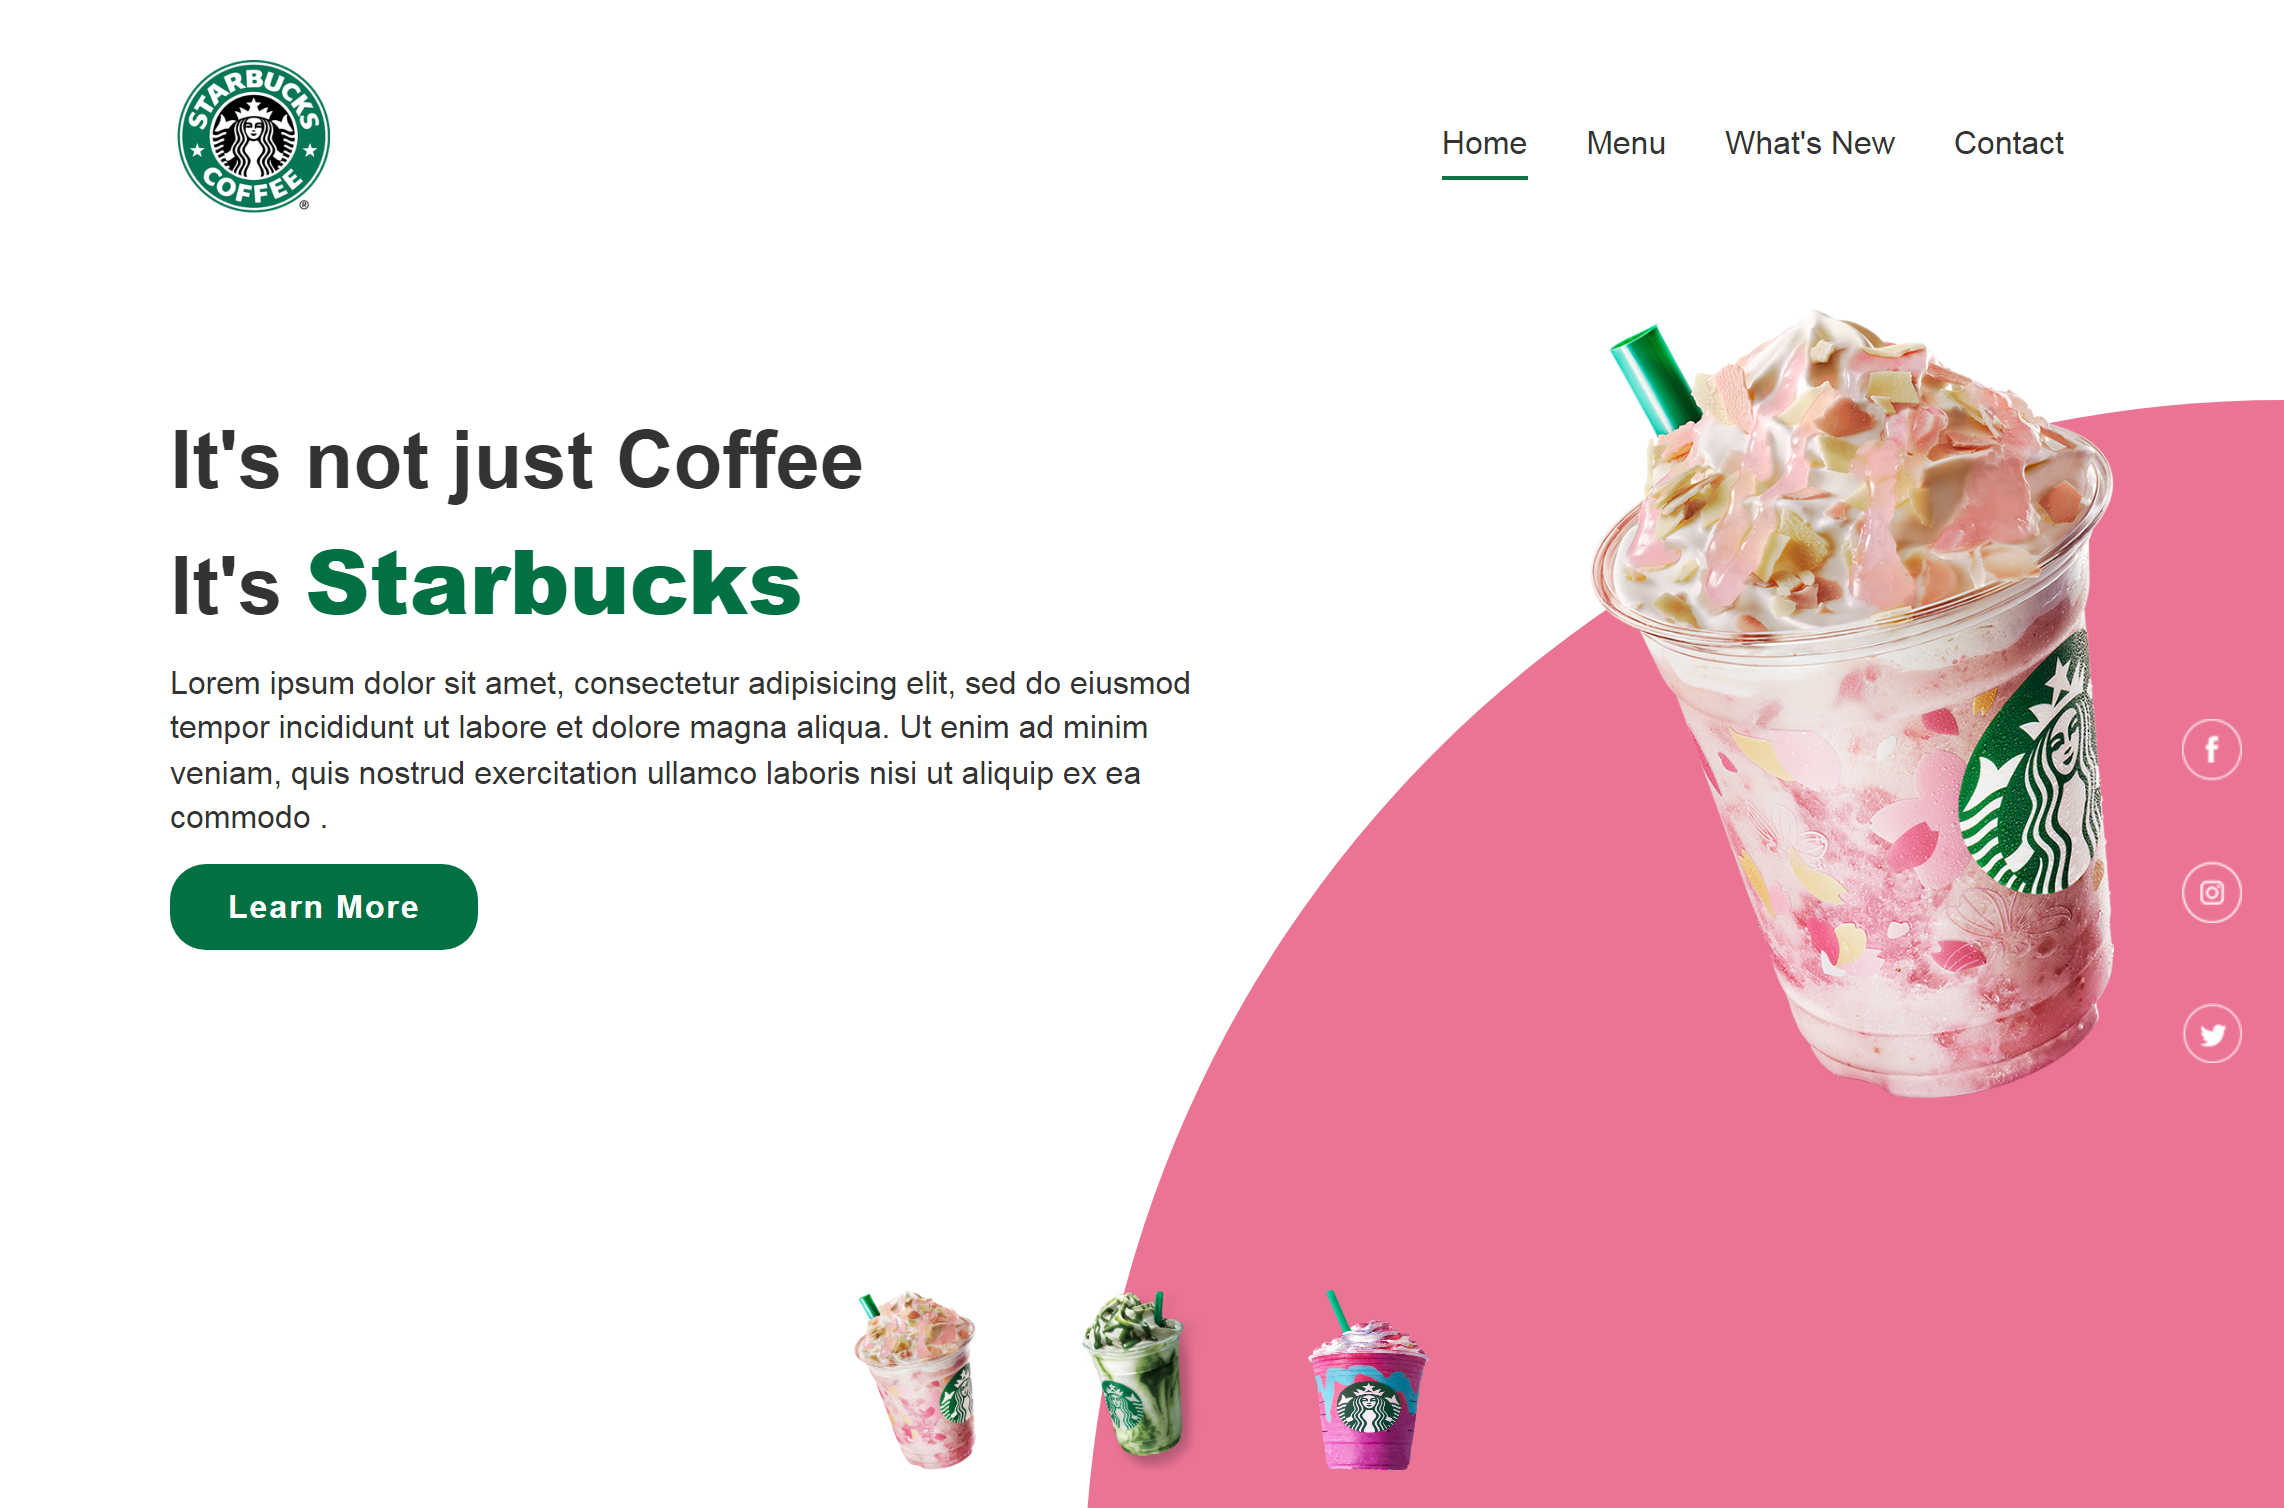 STARBUCKS
COFFEE
®
Home Menu What's New Contact
It's not just Coffee
It's Starbucks
Lorem ipsum dolor sit amet, consectetur adipisicing elit, sed do eiusmod
tempor incididunt ut labore et dolore magna aliqua. Ut enim ad minim
veniam, quis nostrud exercitation ullamco laboris nisi ut aliquip ex ea
commodo .
Learn More